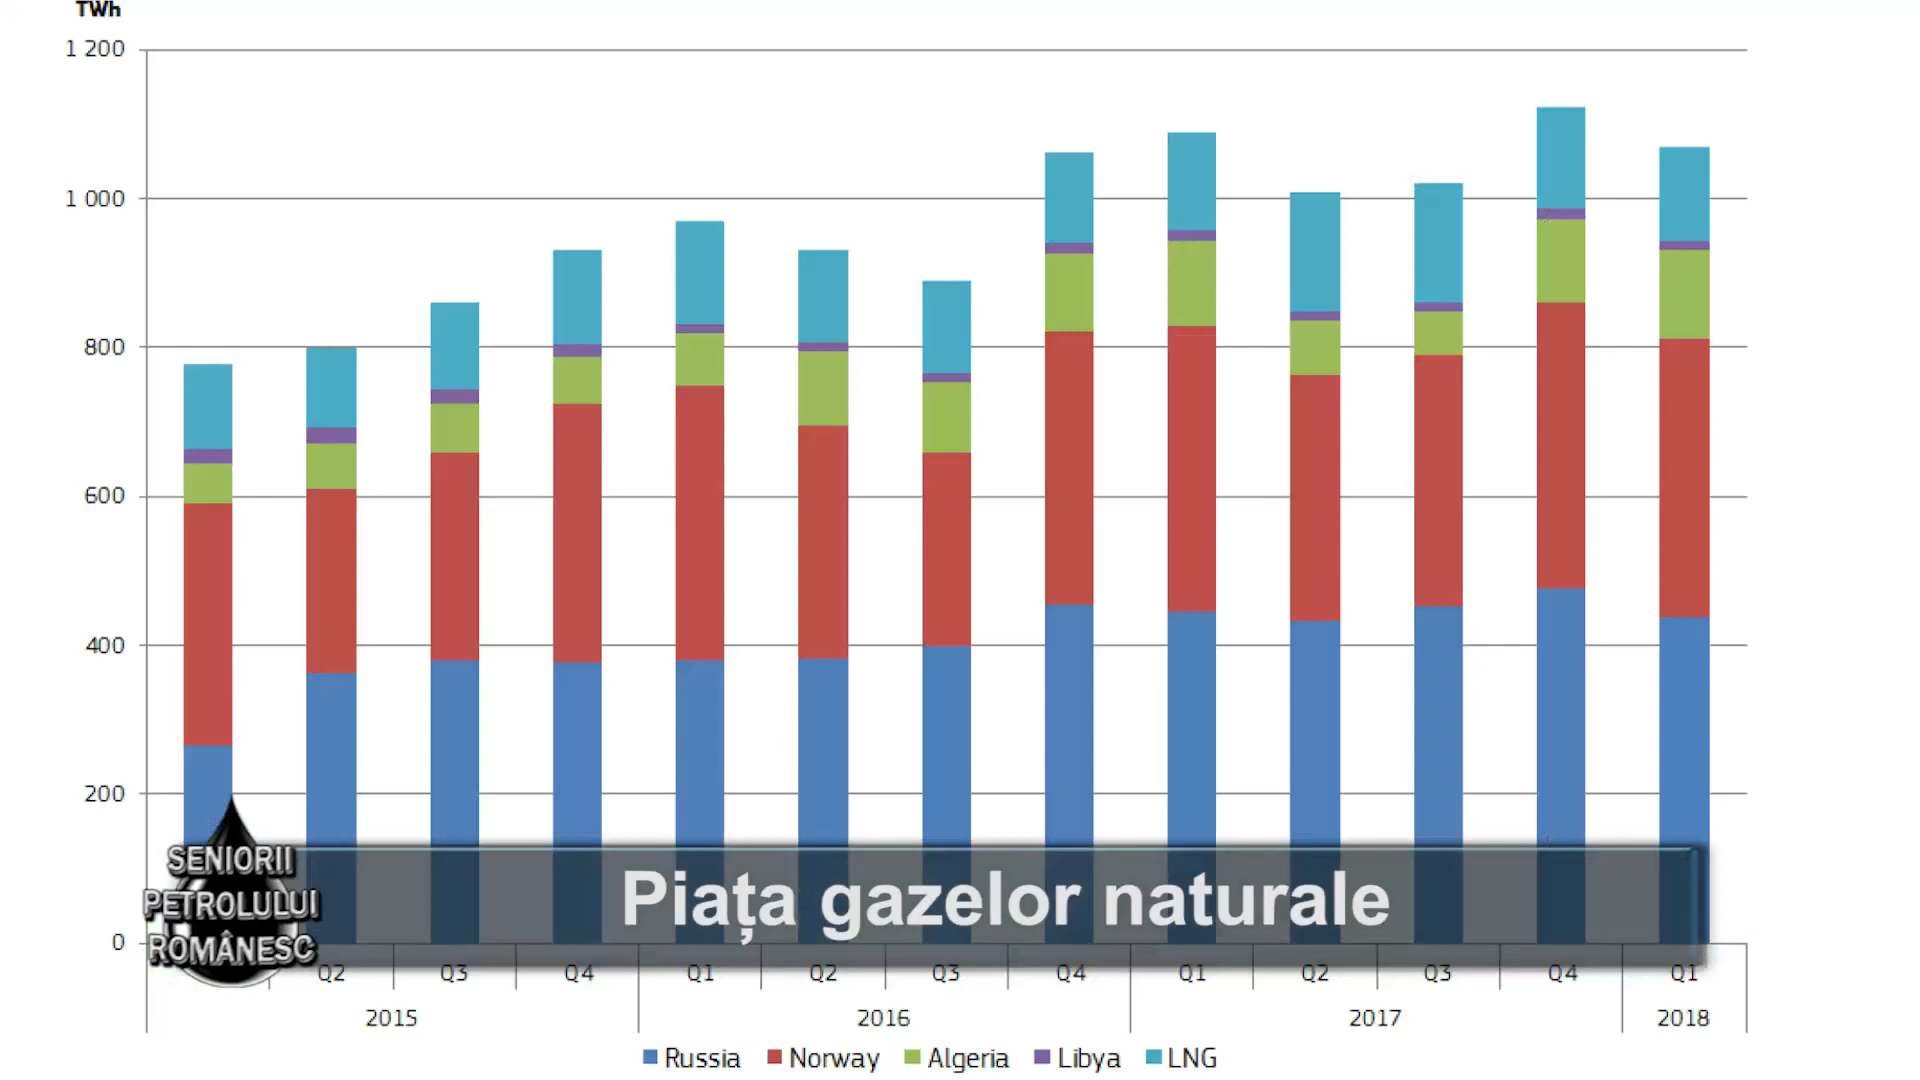 TWh
1 200
1 000
800
600
400
200
0
SENIORII
PETROLULUI
ROMÂNESC
Piața gazelor naturale
Q2 Q3 Q4 Q1 Q2 Q3 Q4 Q1 Q2 Q3 Q4 Q1
2015 2016 2017 2018
Russia Norway Algeria Libya LNG